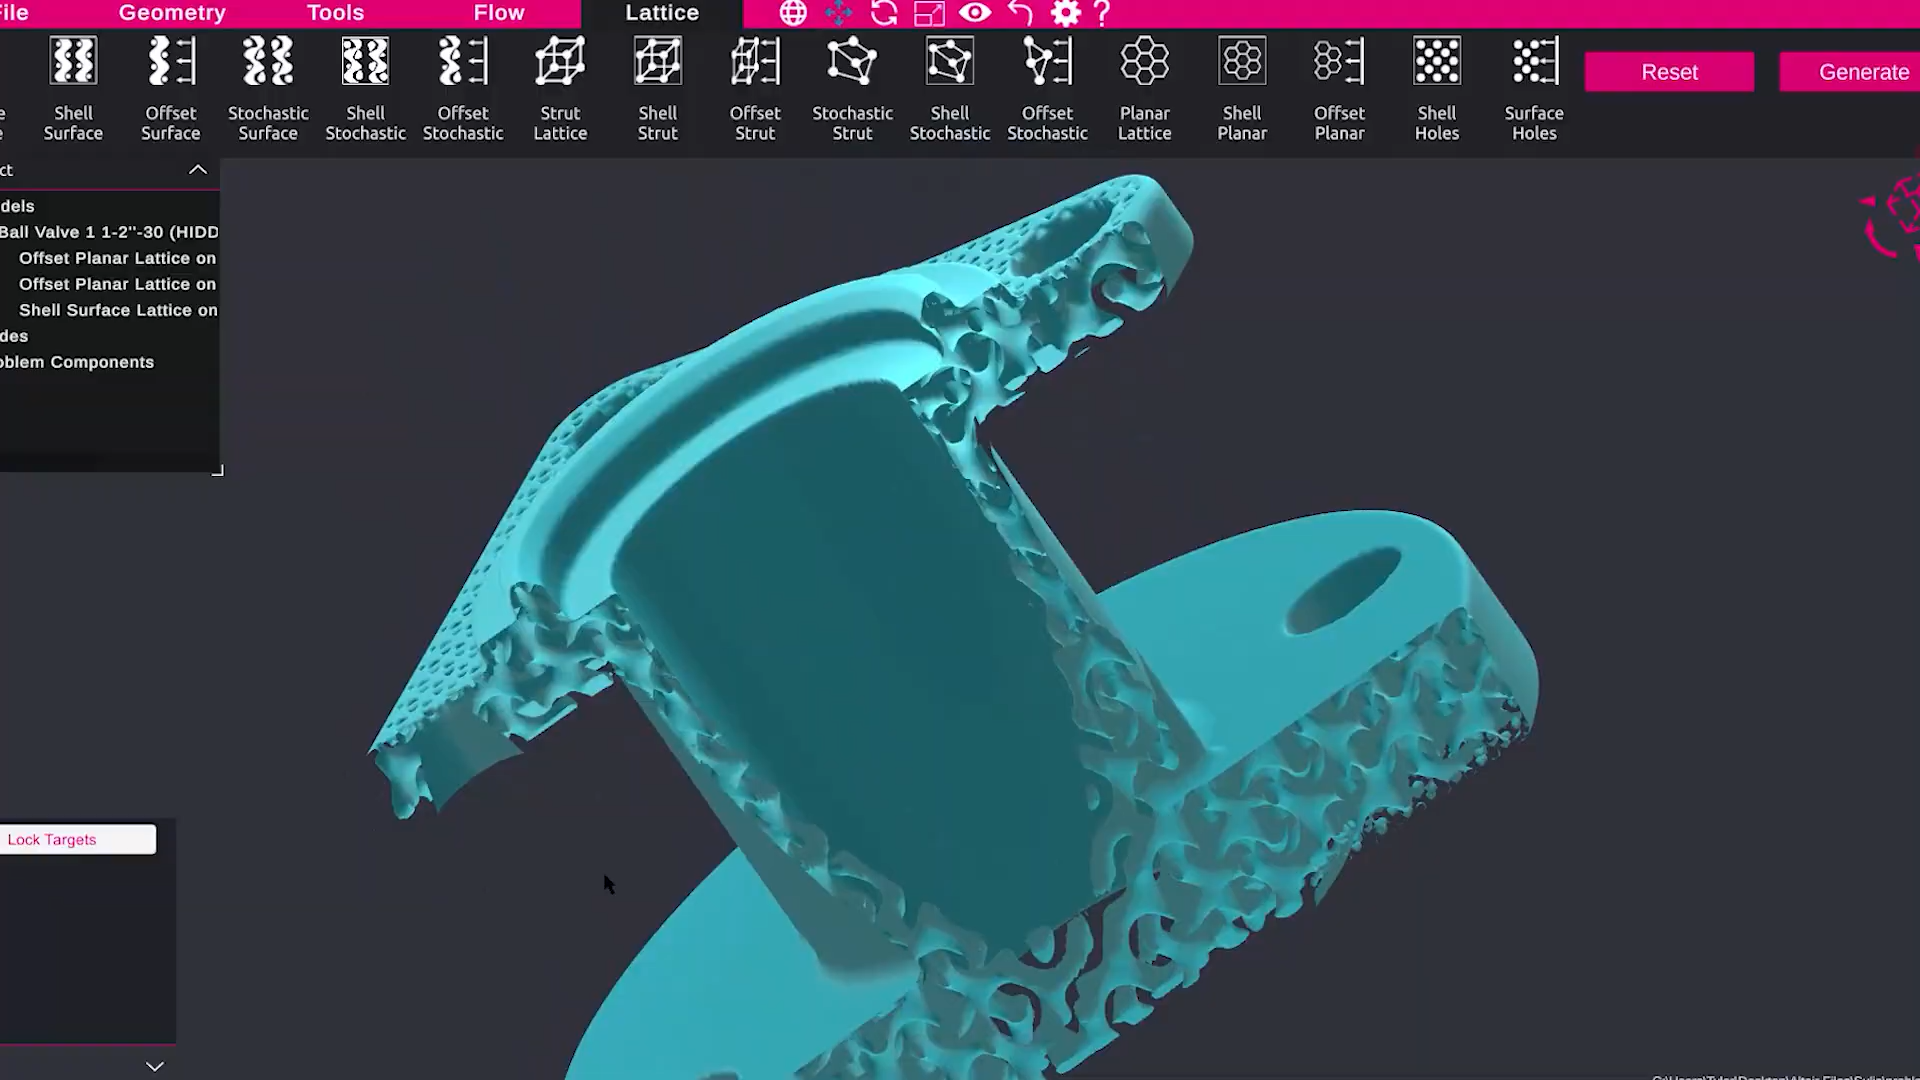 File Geometry Tools Flow Lattice ?
Shell Surface
Offset Surface
Stochastic Surface
Shell Stochastic
Offset Stochastic
Strut Lattice
Shell Strut
Offset Strut
Stochastic Strut
Shell Stochastic
Offset Stochastic
Planar Lattice
Shell Planar
Offset Planar
Shell Holes
Surface Holes
Reset
Generate
ct
dels
Ball Valve 1 1-2"-30 (HIDD
Offset Planar Lattice on
Offset Planar Lattice on
Shell Surface Lattice on
des
oblem Components
Lock Targets